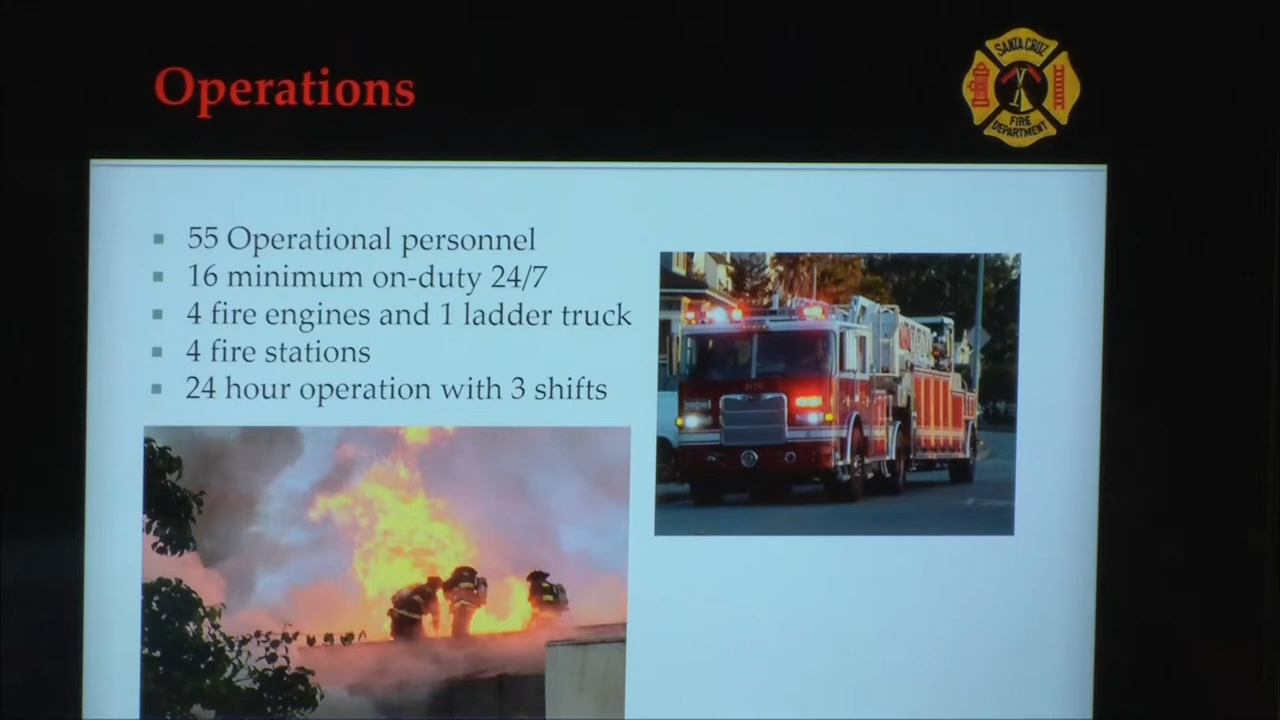 Operations
SANTA CRUZ
FIRE
DEPARTMENT
55 Operational personnel
16 minimum on-duty 24/7
4 fire engines and 1 ladder truck
4 fire stations
24 hour operation with 3 shifts